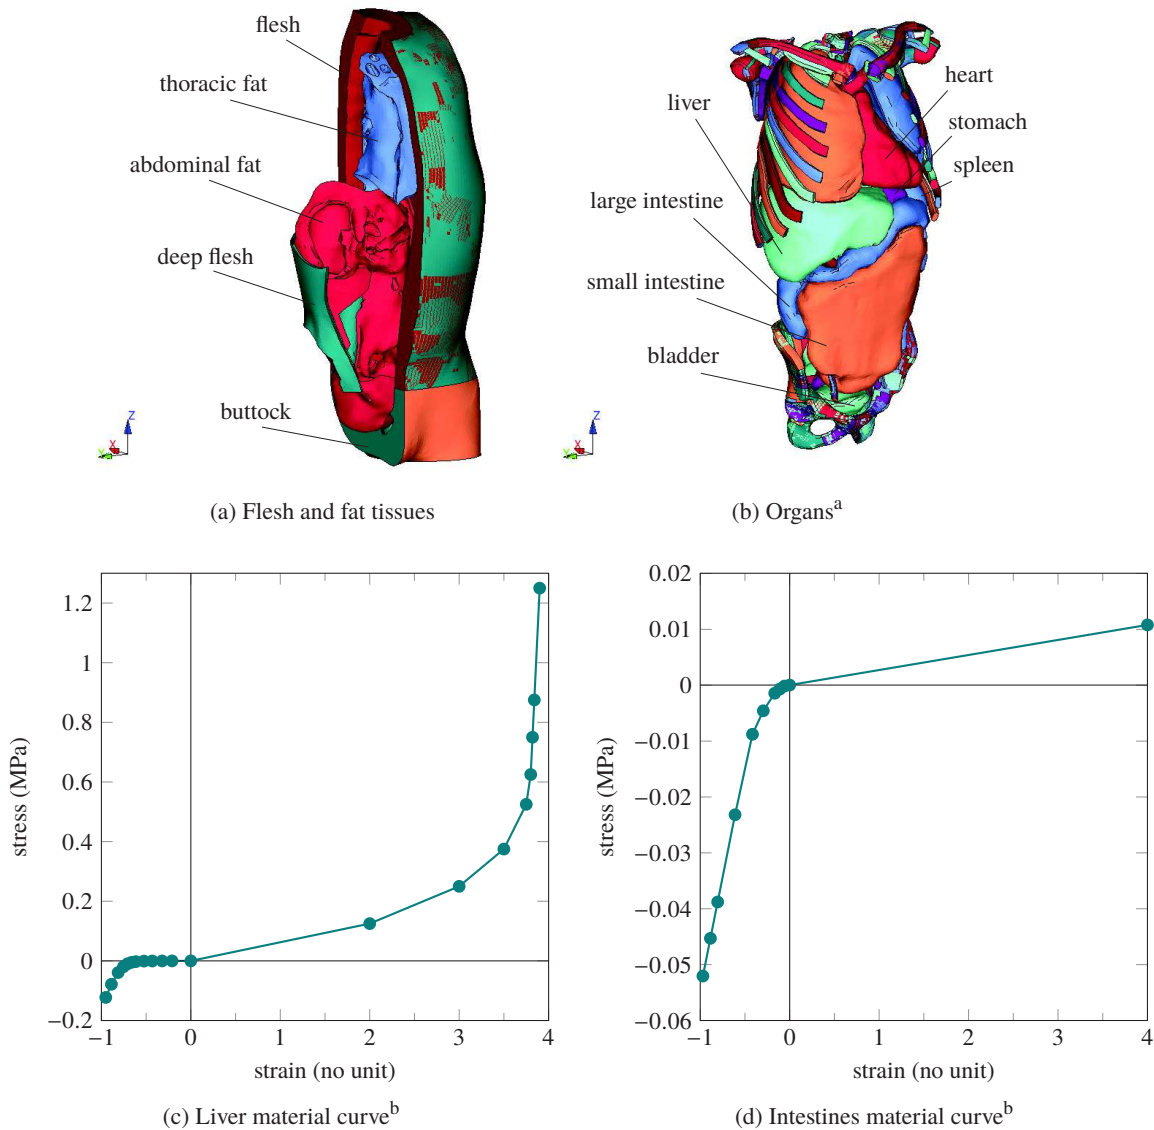 flesh
thoracic fat
abdominal fat
deep flesh
buttock
Z
X
Y
(a) Flesh and fat tissues
liver
large intestine
small intestine
bladder
heart
stomach
spleen
Z
X
Y
(b) Organsa
1.2
1
0.8
0.6
0.4
0.2
0
−0.2
−1 0 1 2 3 4
stress (MPa)
strain (no unit)
(c) Liver material curveb
0.02
0.01
0
−0.01
−0.02
−0.03
−0.04
−0.05
−0.06
−1 0 1 2 3 4
stress (MPa)
strain (no unit)
(d) Intestines material curveb